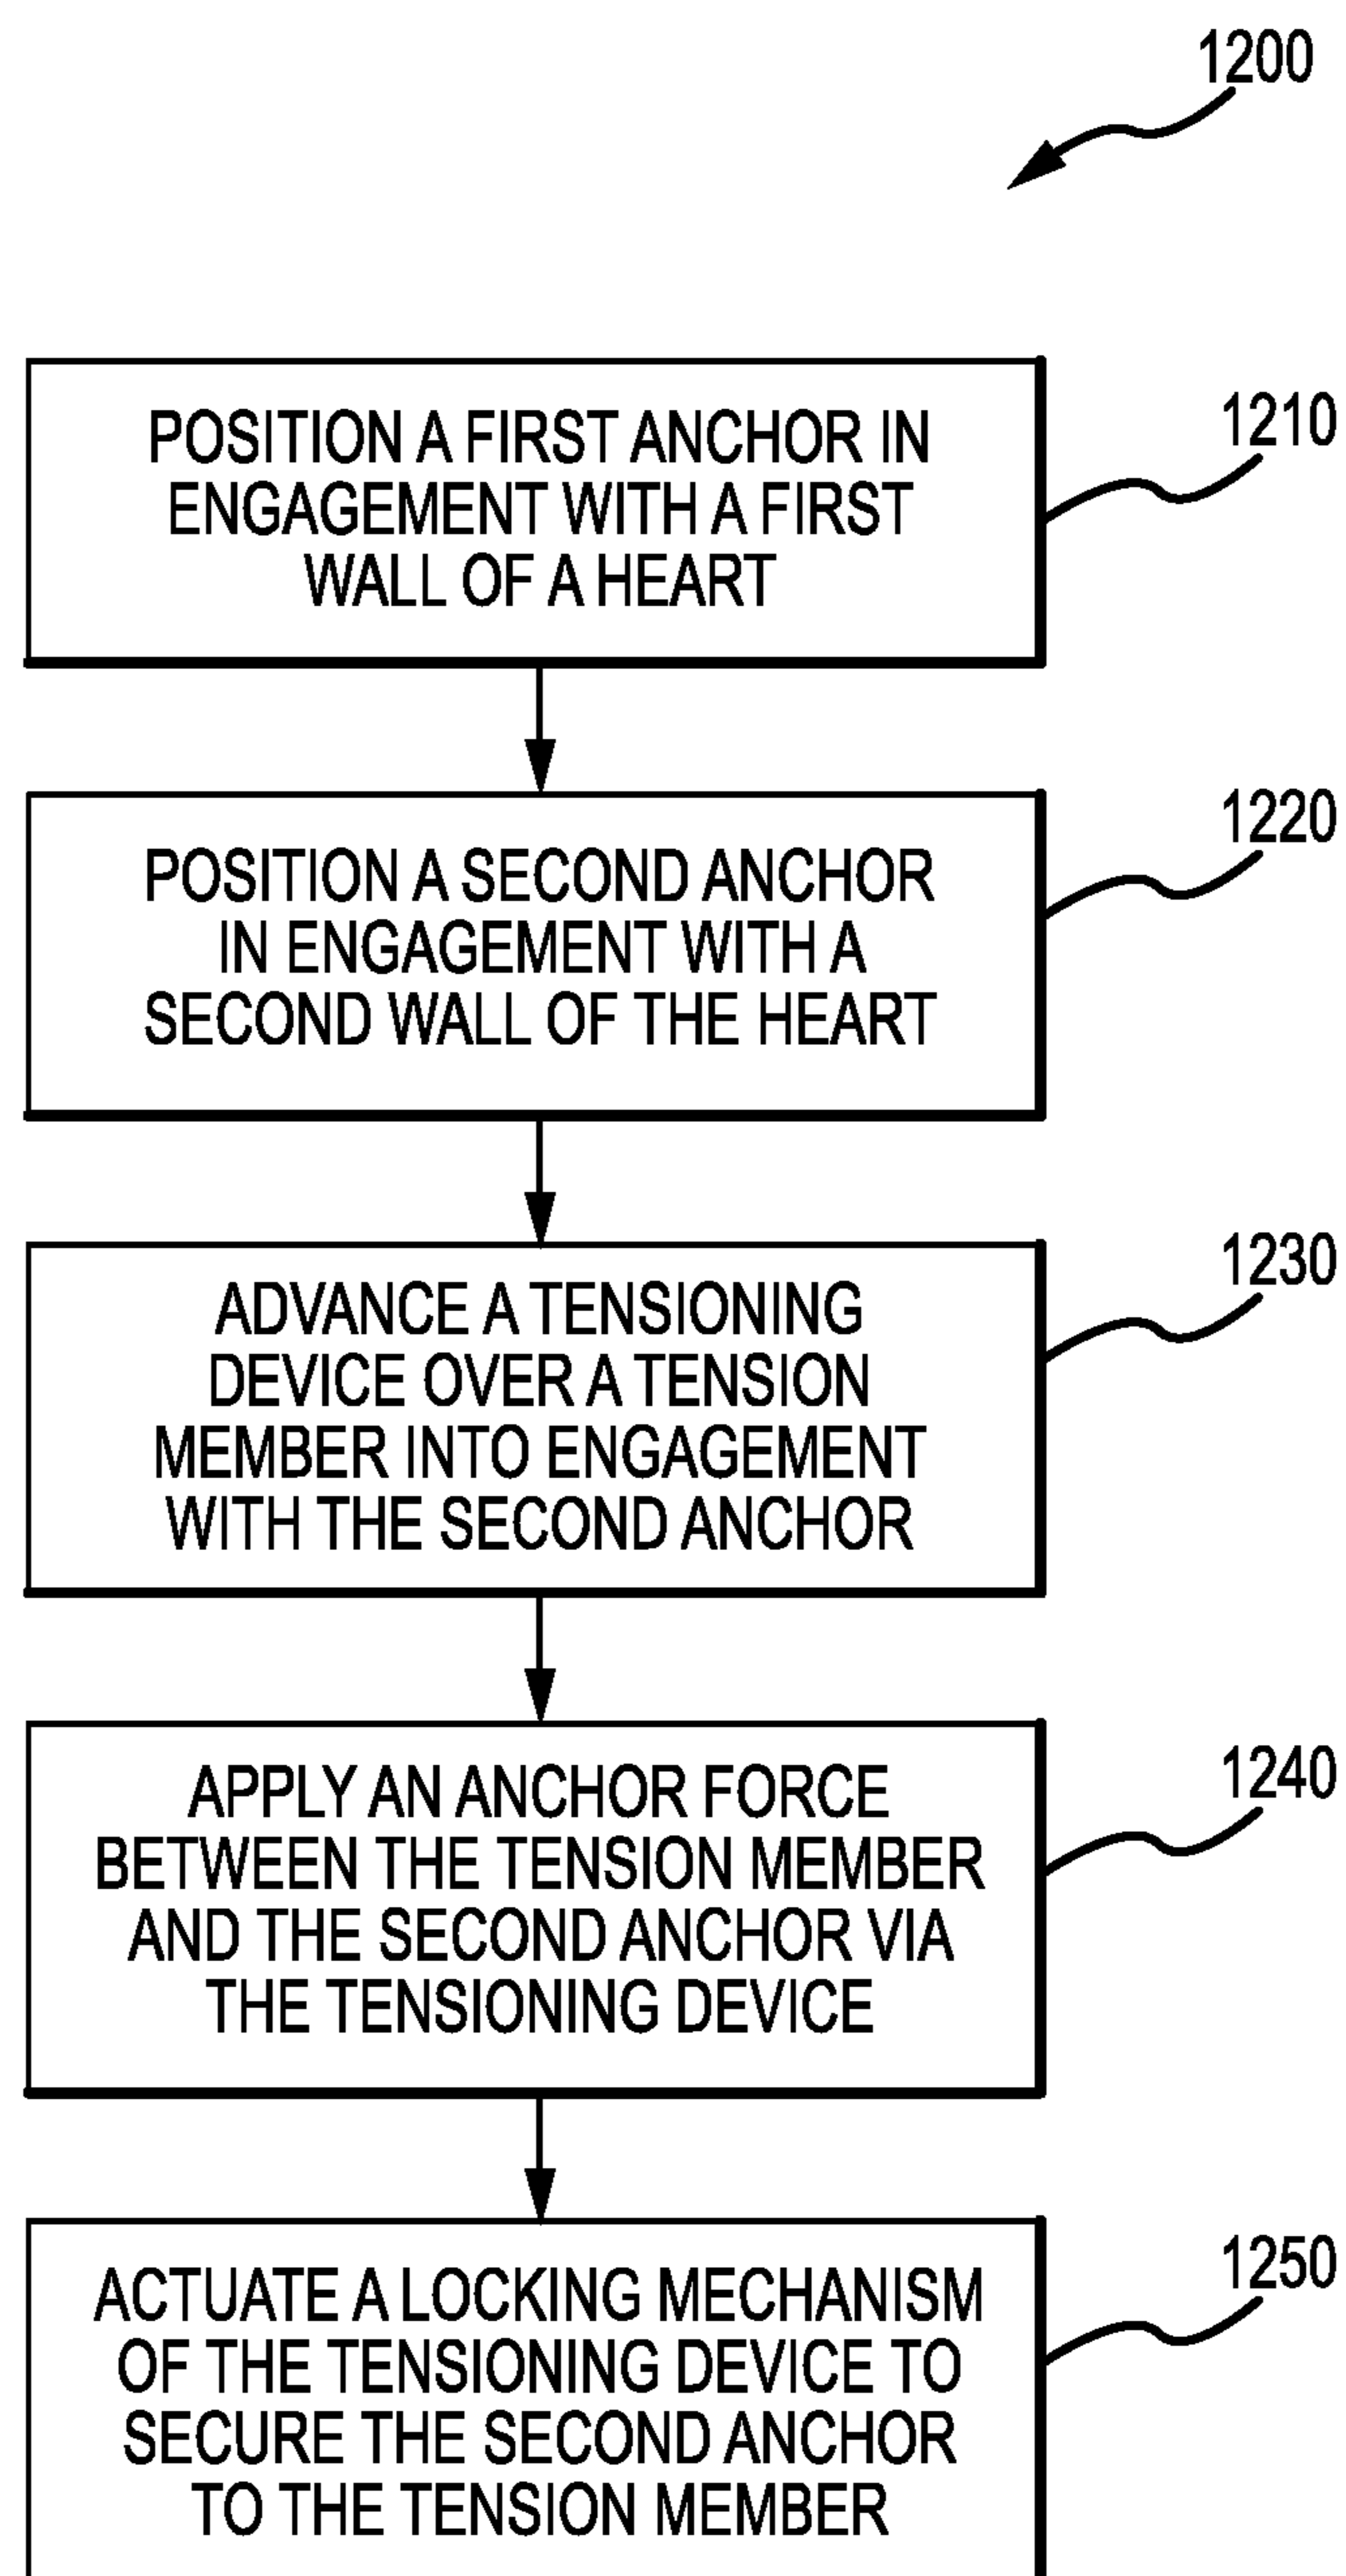 1200
POSITION A FIRST ANCHOR IN
ENGAGEMENT WITH A FIRST
WALL OF A HEART
1210
POSITION A SECOND ANCHOR
IN ENGAGEMENT WITH A
SECOND WALL OF THE HEART
1220
ADVANCE A TENSIONING
DEVICE OVER A TENSION
MEMBER INTO ENGAGEMENT
WITH THE SECOND ANCHOR
1230
APPLY AN ANCHOR FORCE
BETWEEN THE TENSION MEMBER
AND THE SECOND ANCHOR VIA
THE TENSIONING DEVICE
1240
ACTUATE A LOCKING MECHANISM
OF THE TENSIONING DEVICE TO
SECURE THE SECOND ANCHOR
TO THE TENSION MEMBER
1250